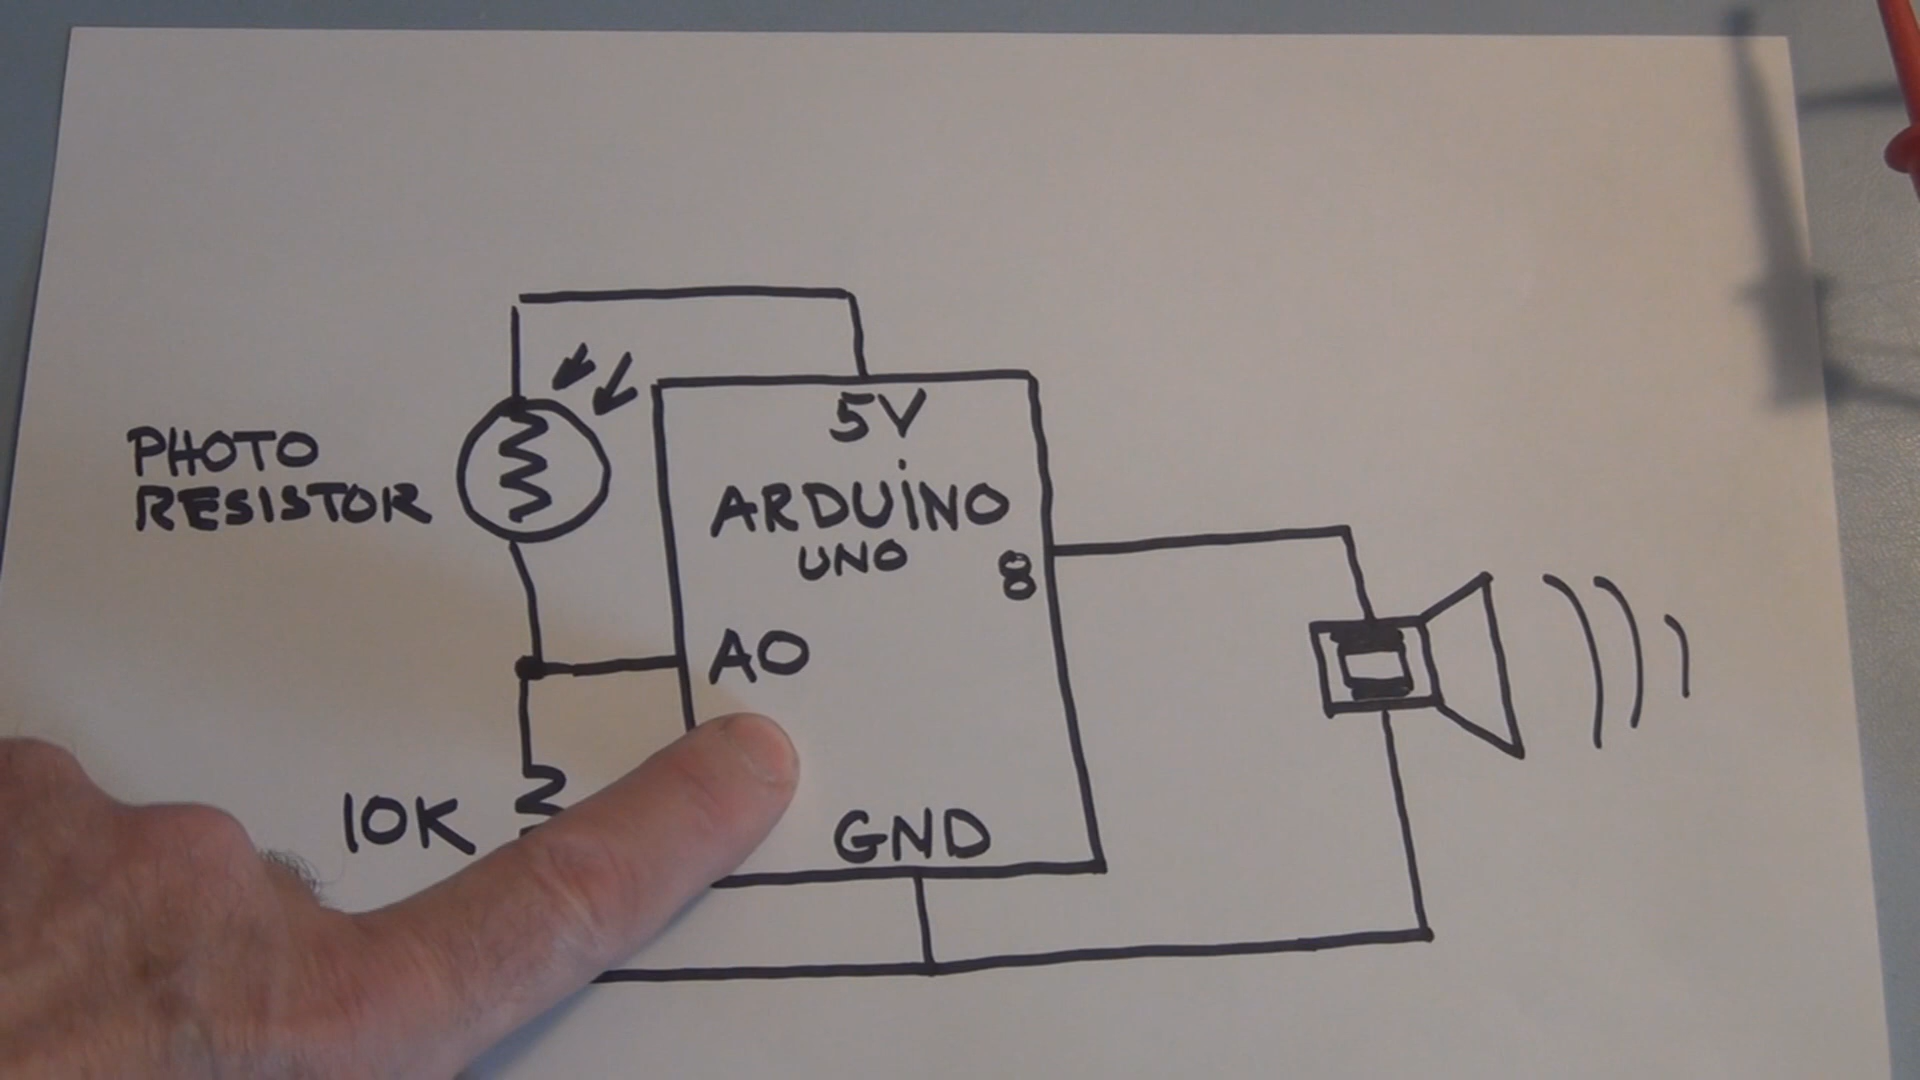 5V
PHOTO
RESISTOR
ARDUiNO
UNO
8
A0
10K
GND